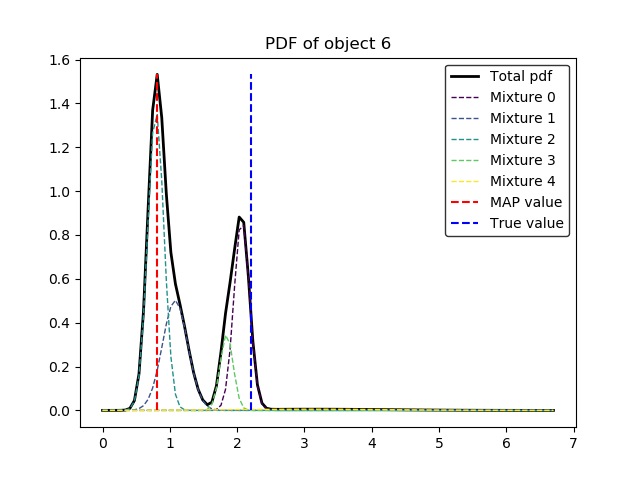 PDF of object 6
1.6
1.4
1.2
1.0
0.8
0.6
0.4
0.2
0.0
Total pdf
Mixture 0
Mixture 1
Mixture 2
Mixture 3
Mixture 4
MAP value
True value
0 1 2 3 4 5 6 7